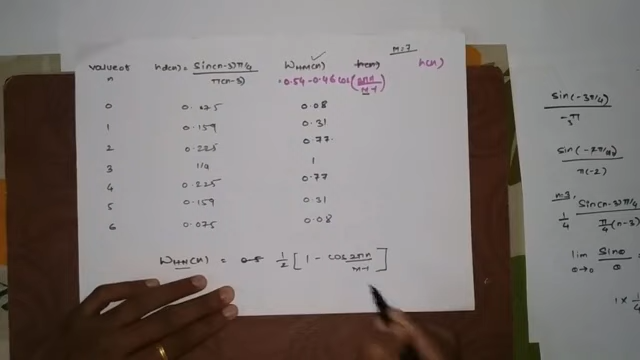 M=7
value of n hd(n) = sin(n-3)π/4 / π(n-3) WHM(n) ✓ h(n) h(n)
= 0.54 - 0.46 cos(2πn / M-1)
0 0.075 0.08
1 0.159 0.31
2 0.225 0.77
3 1/4 1
4 0.225 0.77
5 0.159 0.31
6 0.075 0.08
WHN(n) = 0.5 1/2 [ 1 - cos 2πn / M-1 ]
sin(-3π/4) / -3π
sin(-2π/4) / π(-2)
n=3,
1/4 sin(n-3)π/4 / π/4 (n-3)
lim θ→0 sinθ / θ
1 × 1/4